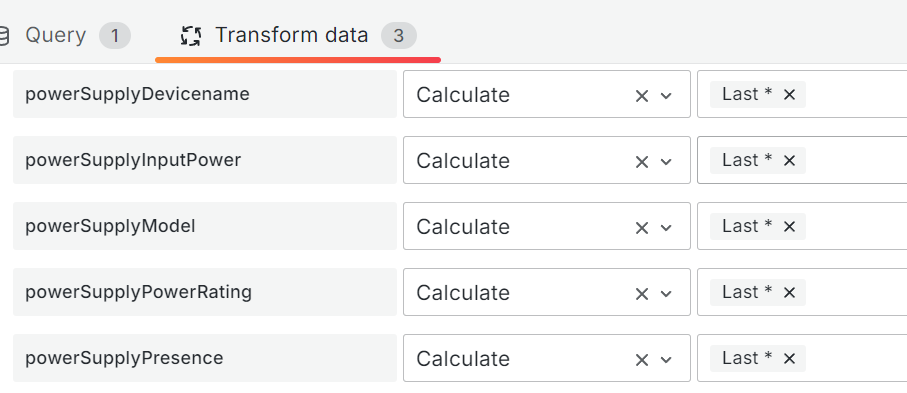 Query 1 Transform data 3
powerSupplyDevicename Calculate Last *
powerSupplyInputPower Calculate Last *
powerSupplyModel Calculate Last *
powerSupplyPowerRating Calculate Last *
powerSupplyPresence Calculate Last *